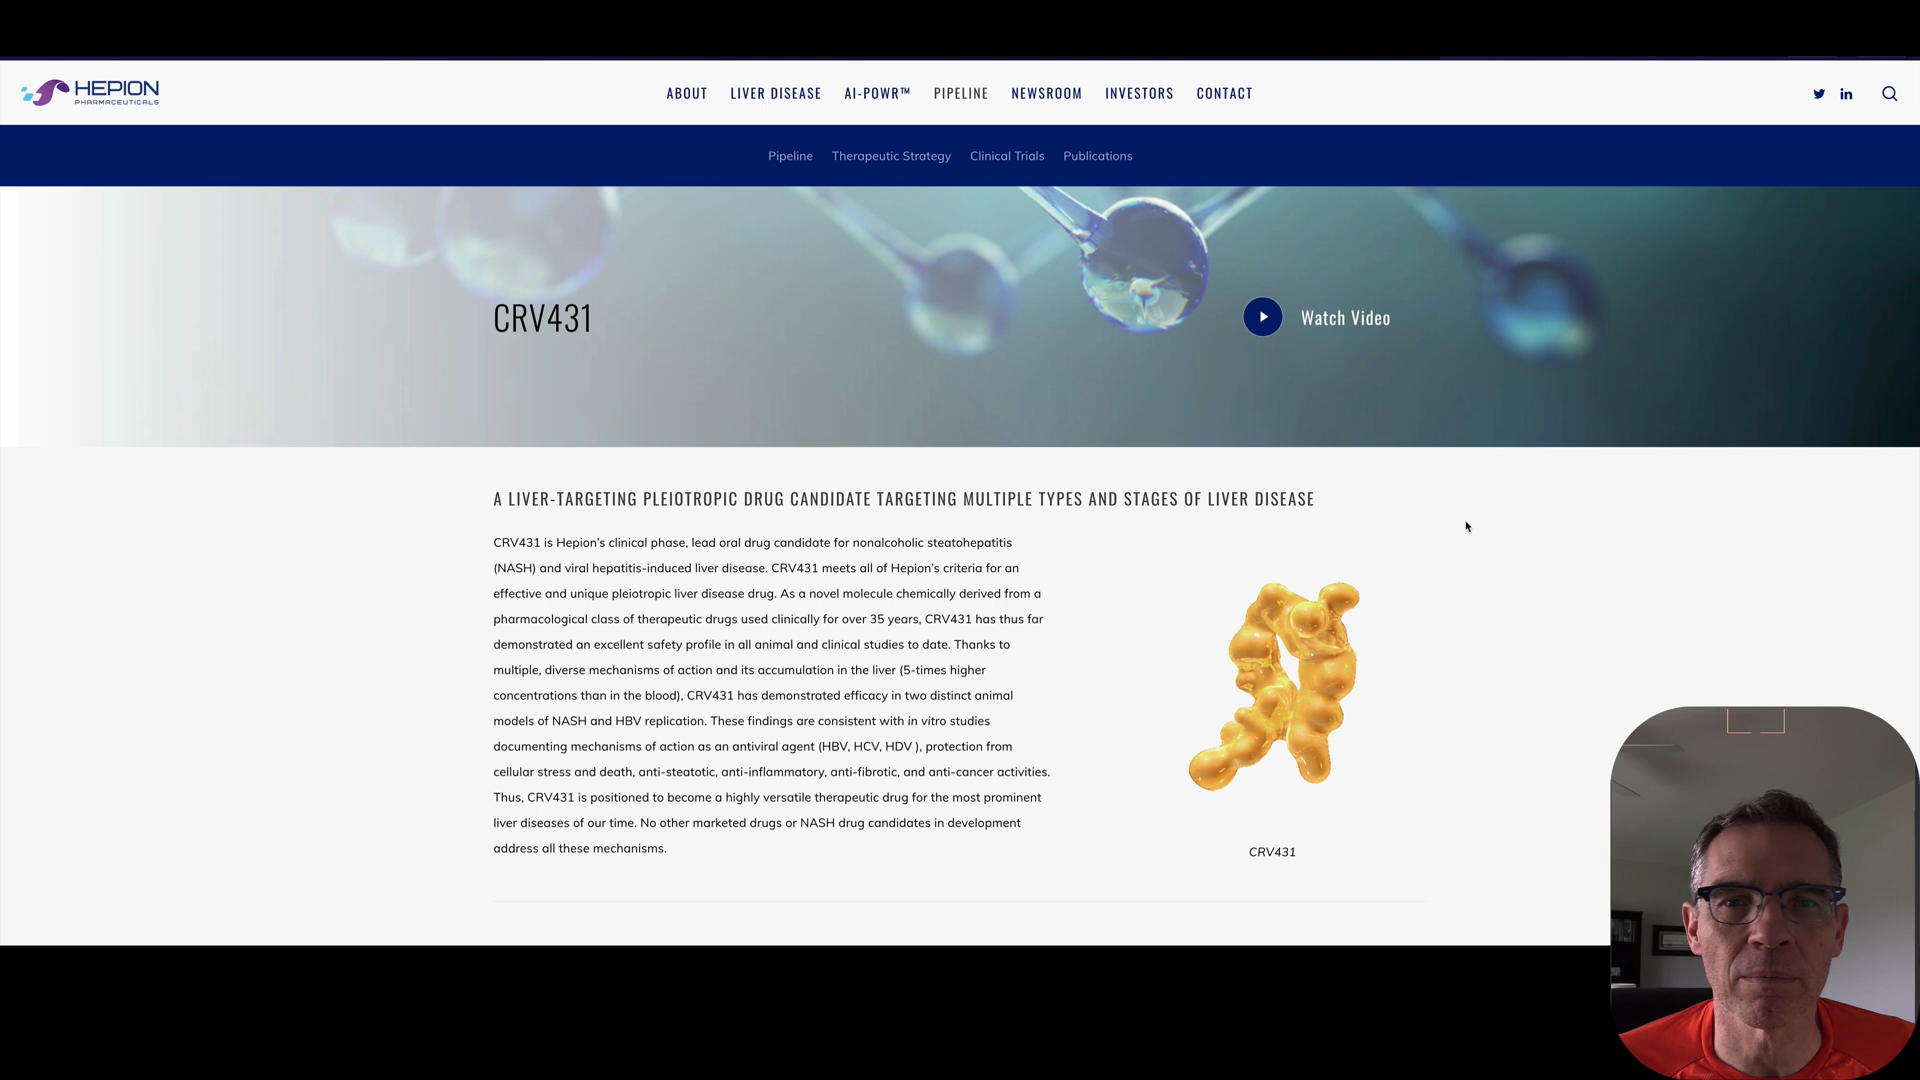 HEPION
PHARMACEUTICALS
ABOUT LIVER DISEASE AI-POWR™ PIPELINE NEWSROOM INVESTORS CONTACT
Pipeline Therapeutic Strategy Clinical Trials Publications
CRV431
Watch Video
A LIVER-TARGETING PLEIOTROPIC DRUG CANDIDATE TARGETING MULTIPLE TYPES AND STAGES OF LIVER DISEASE
CRV431 is Hepion’s clinical phase, lead oral drug candidate for nonalcoholic steatohepatitis
(NASH) and viral hepatitis-induced liver disease. CRV431 meets all of Hepion’s criteria for an
effective and unique pleiotropic liver disease drug. As a novel molecule chemically derived from a
pharmacological class of therapeutic drugs used clinically for over 35 years, CRV431 has thus far
demonstrated an excellent safety profile in all animal and clinical studies to date. Thanks to
multiple, diverse mechanisms of action and its accumulation in the liver (5-times higher
concentrations than in the blood), CRV431 has demonstrated efficacy in two distinct animal
models of NASH and HBV replication. These findings are consistent with in vitro studies
documenting mechanisms of action as an antiviral agent (HBV, HCV, HDV ), protection from
cellular stress and death, anti-steatotic, anti-inflammatory, anti-fibrotic, and anti-cancer activities.
Thus, CRV431 is positioned to become a highly versatile therapeutic drug for the most prominent
liver diseases of our time. No other marketed drugs or NASH drug candidates in development
address all these mechanisms.
CRV431